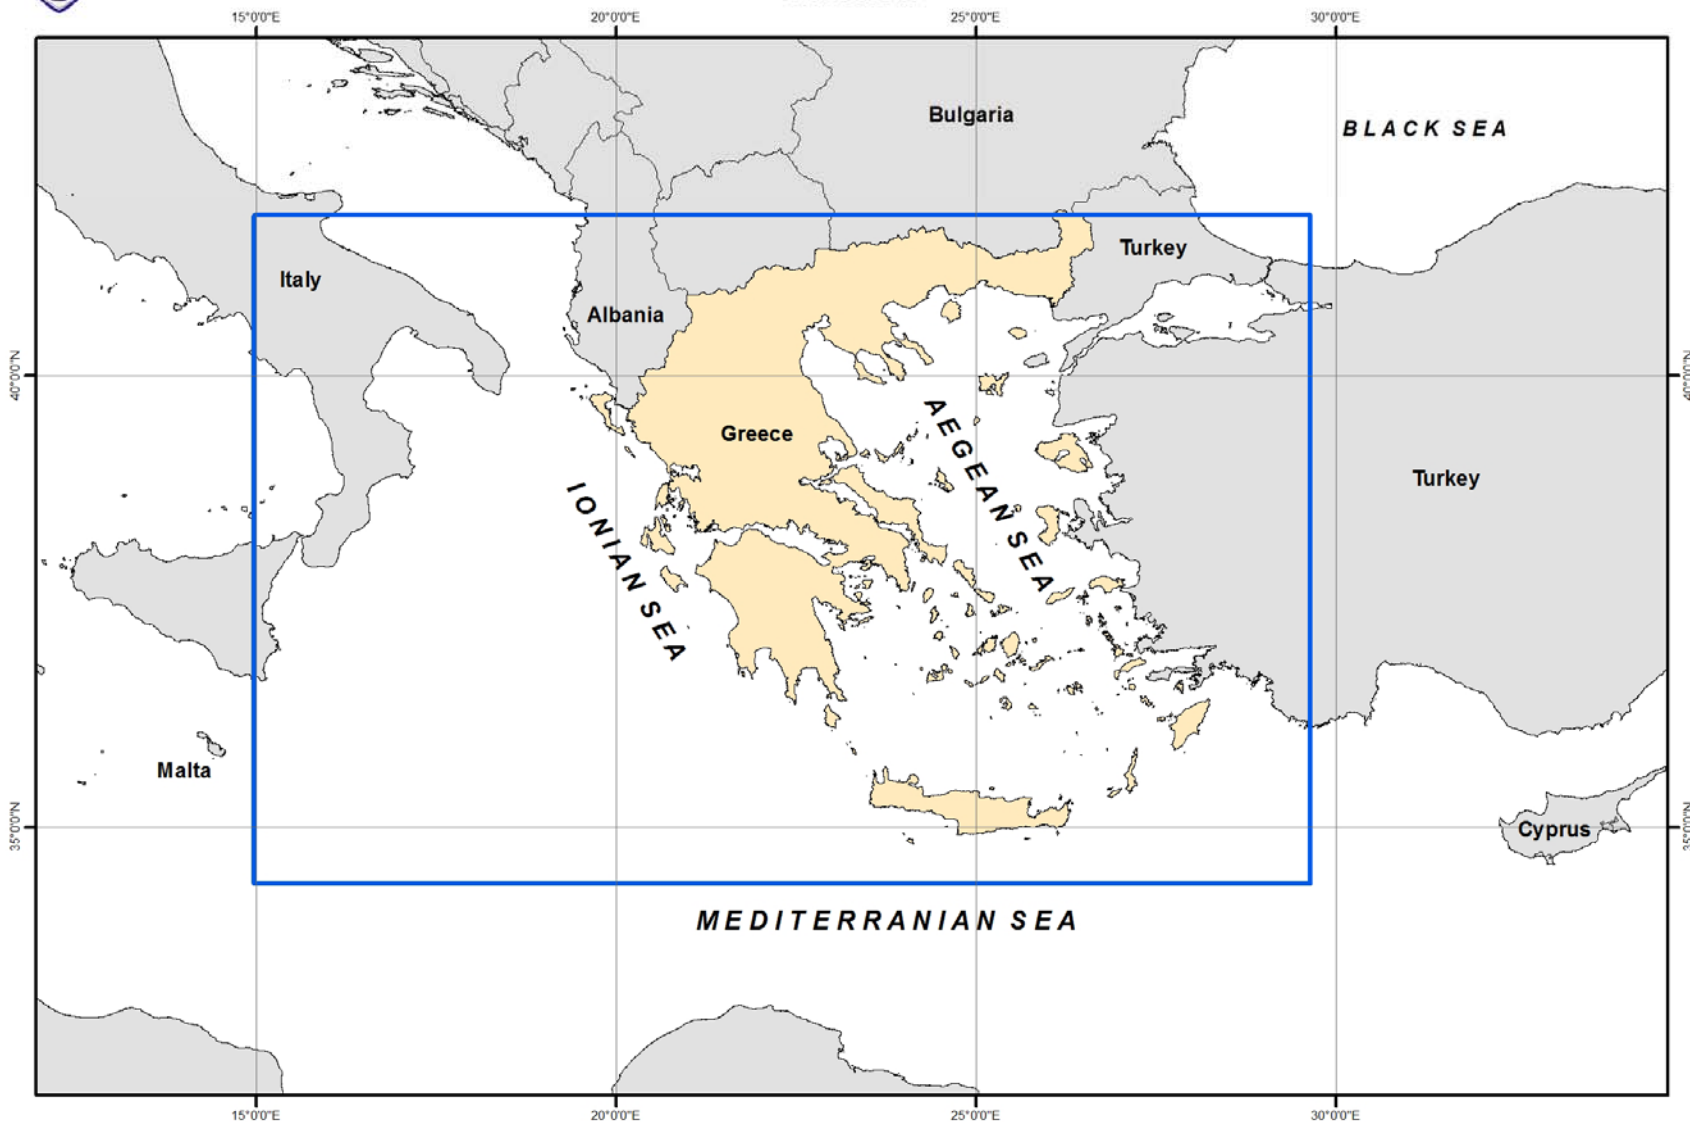 15°0'0"E 20°0'0"E 25°0'0"E 30°0'0"E
Bulgaria
BLACK SEA
Turkey
Italy
Albania
40°0'0"N 40°0'0"N
AEGEAN SEA
Greece
Turkey
IONIAN SEA
Malta
35°0'0"N 35°0'0"N
Cyprus
MEDITERRANIAN SEA
15°0'0"E 20°0'0"E 25°0'0"E 30°0'0"E